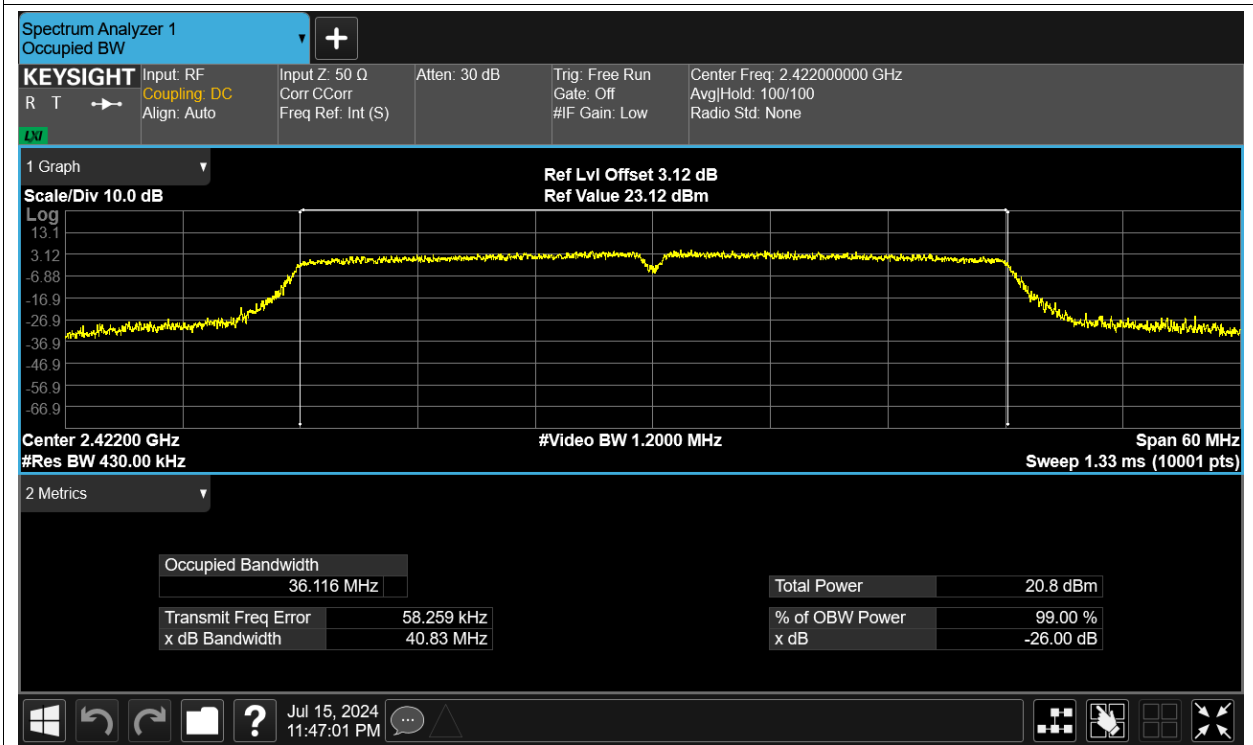 Spectrum Analyzer 1
Occupied BW
KEYSIGHT
R T
LXI
Input: RF
Coupling: DC
Align: Auto
Input Z: 50 Ω
Corr CCorr
Freq Ref: Int (S)
Atten: 30 dB
Trig: Free Run
Gate: Off
#IF Gain: Low
Center Freq: 2.422000000 GHz
Avg|Hold: 100/100
Radio Std: None
1 Graph
Scale/Div 10.0 dB
Ref Lvl Offset 3.12 dB
Ref Value 23.12 dBm
Log
13.1
3.12
-6.88
-16.9
-26.9
-36.9
-46.9
-56.9
-66.9
Center 2.42200 GHz
#Res BW 430.00 kHz
#Video BW 1.2000 MHz
Span 60 MHz
Sweep 1.33 ms (10001 pts)
2 Metrics
Occupied Bandwidth
36.116 MHz
Transmit Freq Error 58.259 kHz
x dB Bandwidth 40.83 MHz
Total Power 20.8 dBm
% of OBW Power 99.00 %
x dB -26.00 dB
?
Jul 15, 2024
11:47:01 PM